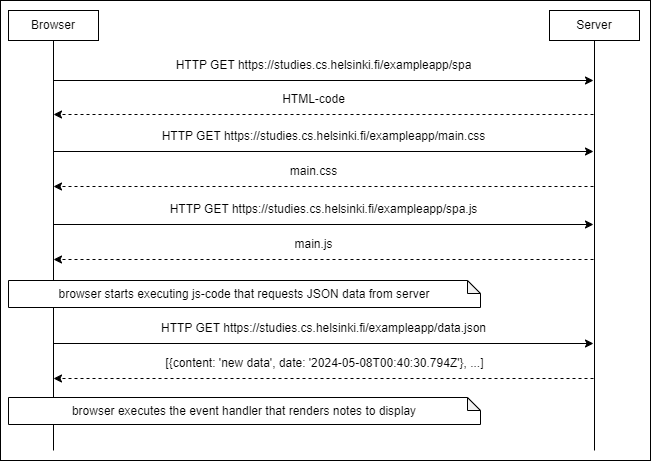 Browser
Server
HTTP GET https://studies.cs.helsinki.fi/exampleapp/spa
HTML-code
HTTP GET https://studies.cs.helsinki.fi/exampleapp/main.css
main.css
HTTP GET https://studies.cs.helsinki.fi/exampleapp/spa.js
main.js
browser starts executing js-code that requests JSON data from server
HTTP GET https://studies.cs.helsinki.fi/exampleapp/data.json
[{content: 'new data', date: '2024-05-08T00:40:30.794Z'}, ...]
browser executes the event handler that renders notes to display